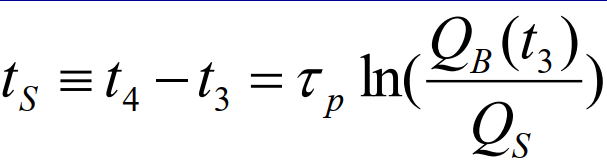 t_S ≡ t_4 − t_3 = τ_p ln(Q_B(t_3)/Q_S)